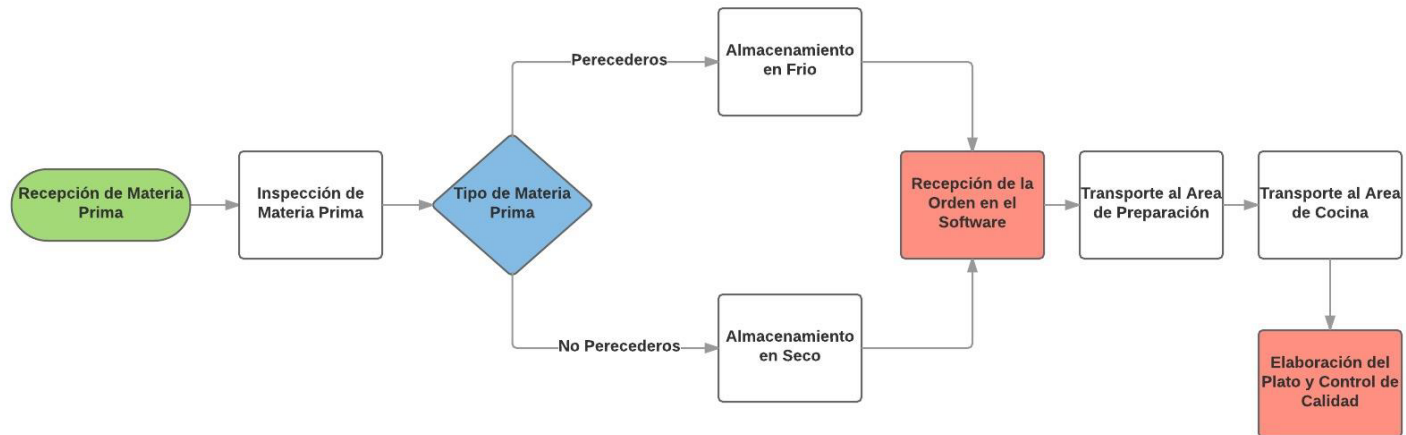 Recepción de Materia
Prima
Inspección de
Materia Prima
Tipo de Materia
Prima
Perecederos
Almacenamiento
en Frio
No Perecederos
Almacenamiento
en Seco
Recepción de la
Orden en el
Software
Transporte al Area
de Preparación
Transporte al Area
de Cocina
Elaboración del
Plato y Control de
Calidad